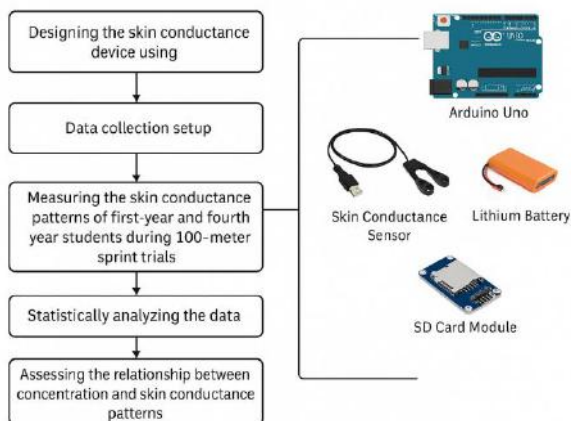 Designing the skin conductance
device using
Data collection setup
Measuring the skin conductance
patterns of first-year and fourth
year students during 100-meter
sprint trials
Statistically analyzing the data
Assessing the relationship between
concentration and skin conductance
patterns
UNO
Arduino Uno
Skin Conductance
Sensor
Lithium Battery
SD Card Module